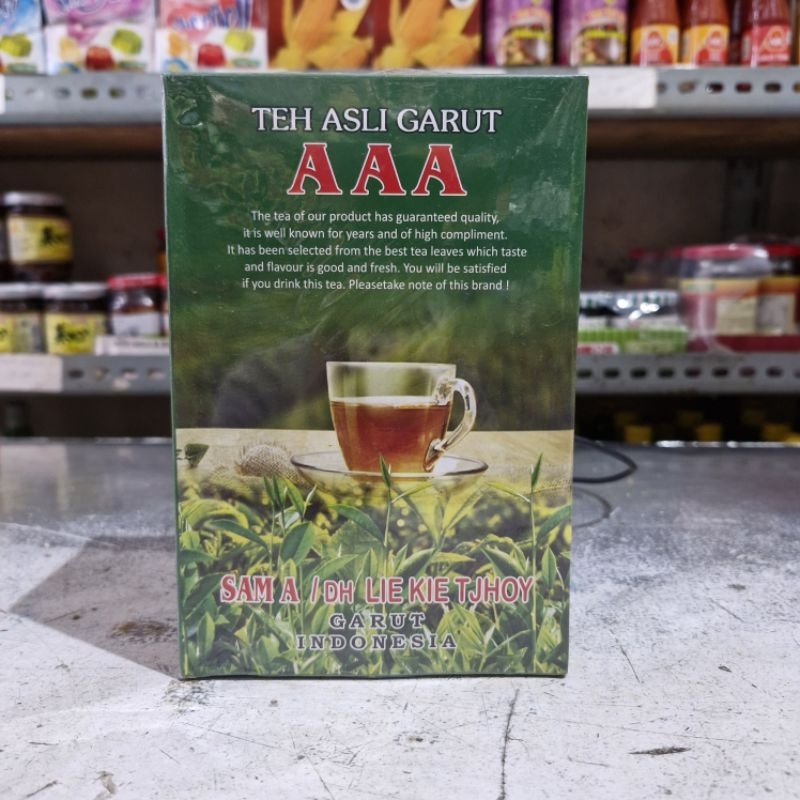 TEH ASLI GARUT
AAA
The tea of our product has guaranteed quality,
it is well known for years and of high compliment.
It has been selected from the best tea leaves which taste
and flavour is good and fresh. You will be satisfied
if you drink this tea. Pleasetake note of this brand !
SAM A / DH LIE KIE TJHOY
GARUT
INDONESIA